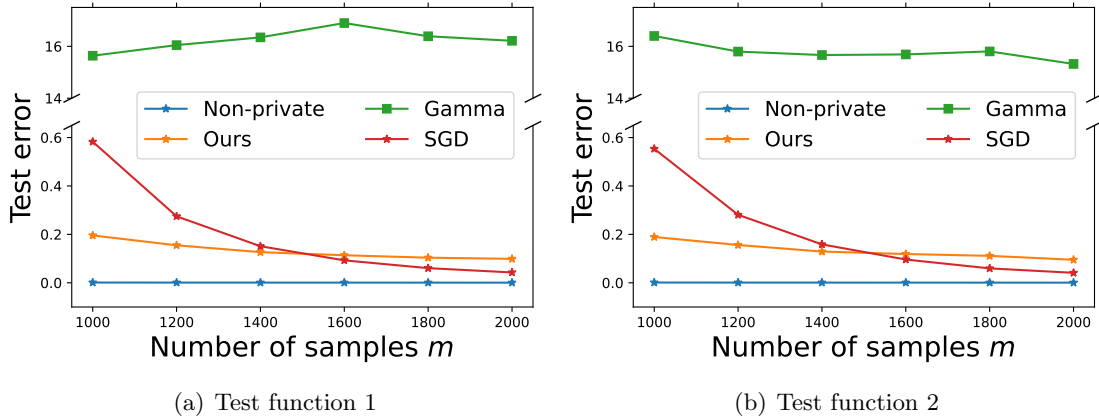 16
14
Test error
0.6
0.4
0.2
0.0
Non-private
Ours
Gamma
SGD
1000 1200 1400 1600 1800 2000
Number of samples m
(a) Test function 1
16
14
Test error
0.6
0.4
0.2
0.0
Non-private
Ours
Gamma
SGD
1000 1200 1400 1600 1800 2000
Number of samples m
(b) Test function 2